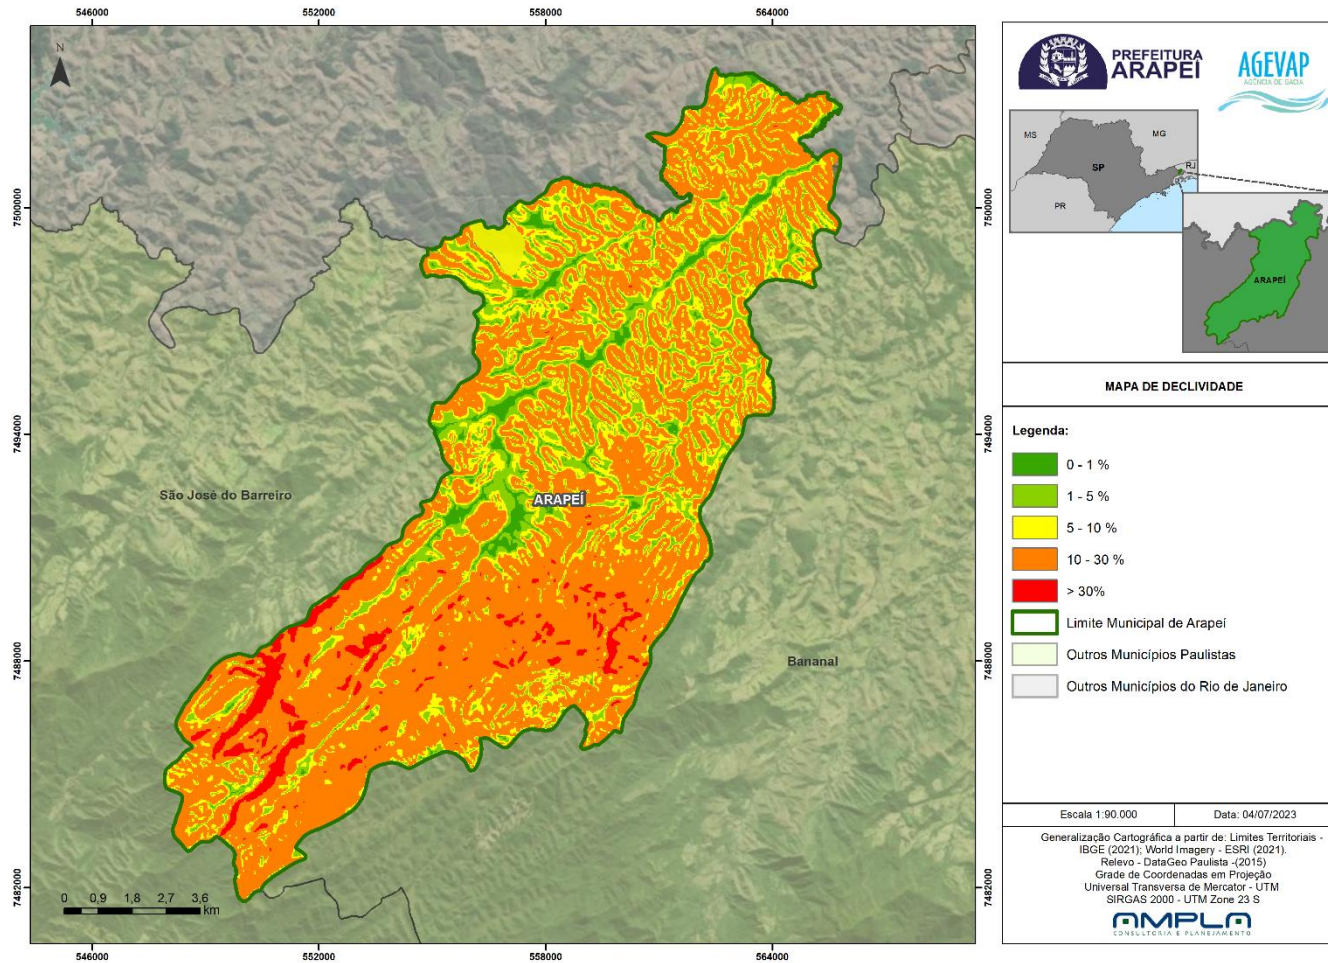 546000
552000
558000
564000
N
7500000
7494000
7488000
7482000
7500000
7494000
7488000
7482000
São José do Barreiro
ARAPEÍ
Bananal
0 0,9 1,8 2,7 3,6
km
546000
552000
558000
564000
PREFEITURA
ARAPEÍ
AGEVAP
AGÊNCIA DE BACIA
MS
MG
SP
RJ
PR
ARAPEÍ
MAPA DE DECLIVIDADE
Legenda:
0 - 1 %
1 - 5 %
5 - 10 %
10 - 30 %
> 30%
Limite Municipal de Arapeí
Outros Municípios Paulistas
Outros Municípios do Rio de Janeiro
Escala 1:90.000
Data: 04/07/2023
Generalização Cartográfica a partir de: Limites Territoriais -
IBGE (2021); World Imagery - ESRI (2021).
Relevo - DataGeo Paulista -(2015)
Grade de Coordenadas em Projeção
Universal Transversa de Mercator - UTM
SIRGAS 2000 - UTM Zone 23 S
AMPLA
CONSULTORIA E PLANEJAMENTO